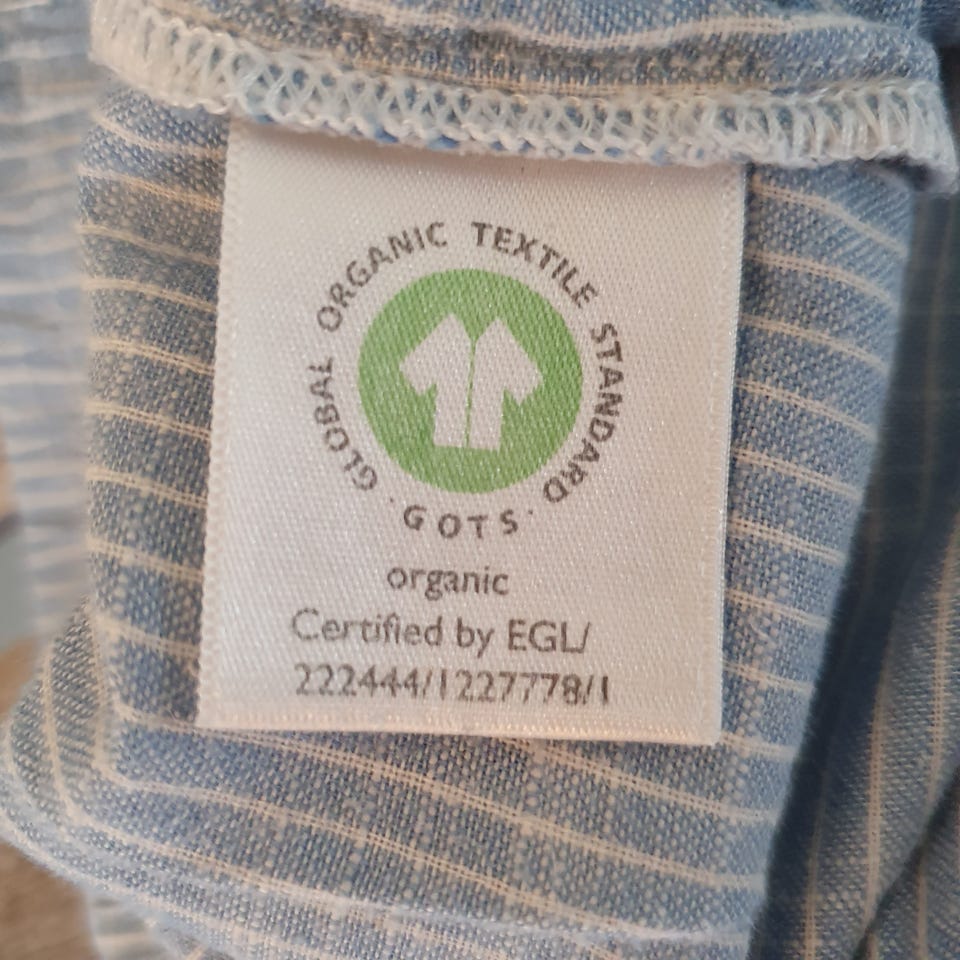 GLOBAL ORGANIC TEXTILE STANDARD · GOTS ·
organic
Certified by EGL/
222444/1227778/1